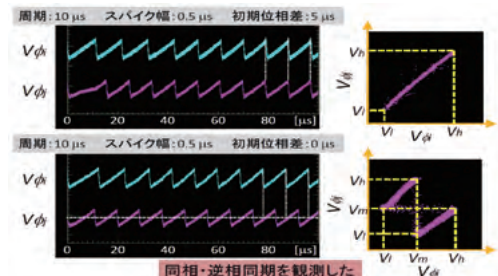 周期:10 μs スパイク幅:0.5 μs 初期位相差:5 μs
Vϕi
Vϕj
0 20 40 60 80 [μs]
Vh
Vϕj
Vl
Vl Vϕi Vh
周期:10μs スパイク幅:0.5 μs 初期位相差:0 μs
Vϕi
Vϕj
0 20 40 60 80 [μs]
Vh
Vm
Vϕj
Vl
Vl Vm Vh
Vϕi
同相・逆相同期を観測した